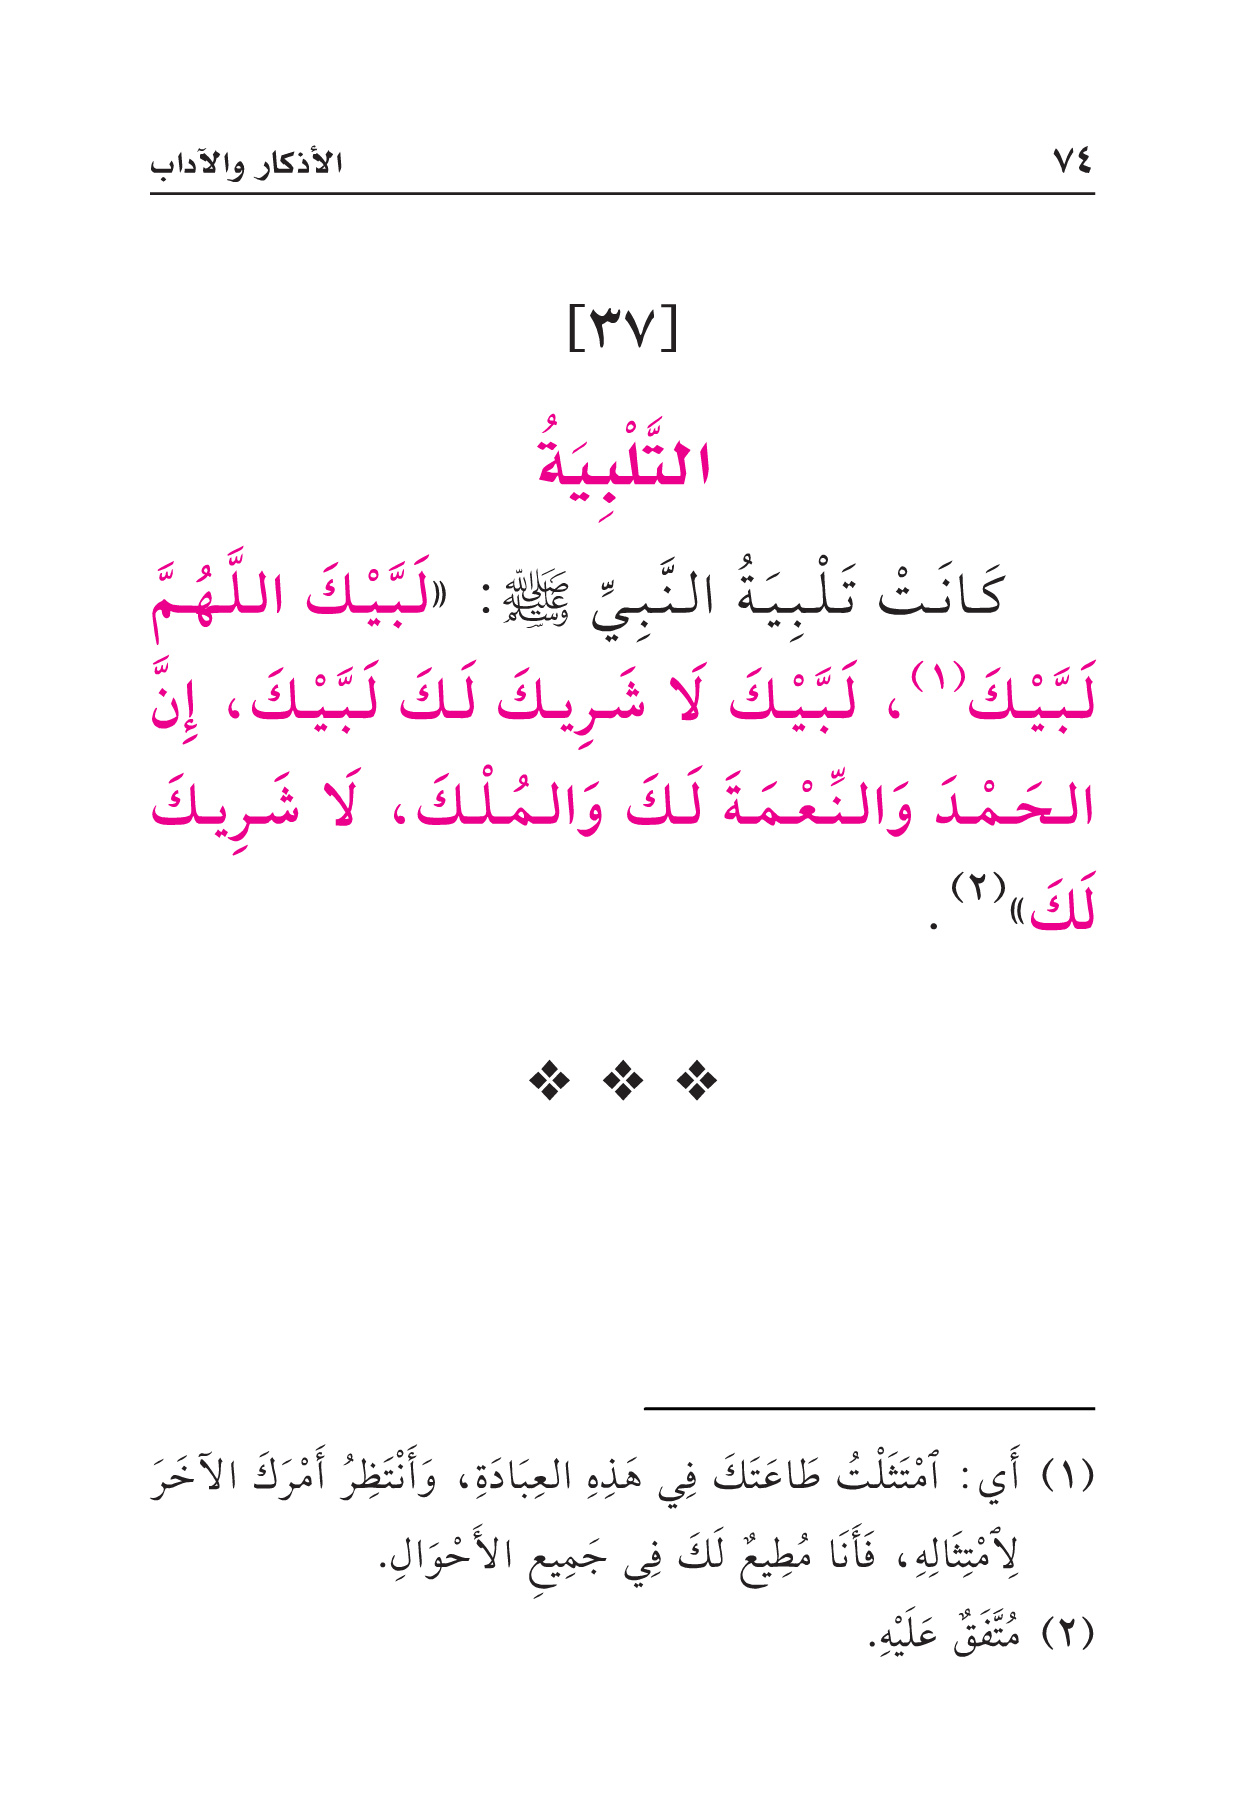 ٧٤ الأذكار والآداب
[٣٧]
التَّلْبِيَةُ
كَانَتْ تَلْبِيَةُ النَّبِيِّ ﷺ: «لَبَّيْكَ اللَّهُمَّ
لَبَّيْكَ(١)، لَبَّيْكَ لَا شَرِيكَ لَكَ لَبَّيْكَ، إِنَّ
الحَمْدَ وَالنِّعْمَةَ لَكَ وَالمُلْكَ، لَا شَرِيكَ
لَكَ»(٢).
(١) أَي: ٱمْتَثَلْتُ طَاعَتَكَ فِي هَذِهِ العِبَادَةِ، وَأَنْتَظِرُ أَمْرَكَ الآخَرَ
لِٱمْتِثَالِهِ، فَأَنَا مُطِيعٌ لَكَ فِي جَمِيعِ الأَحْوَالِ.
(٢) مُتَّفَقٌ عَلَيْهِ.